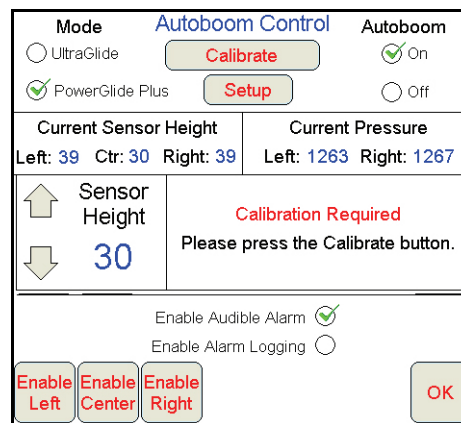 Mode
Autoboom Control
Autoboom
UltraGlide
Calibrate
On
PowerGlide Plus
Setup
Off
Current Sensor Height
Current Pressure
Left: 39 Ctr: 30 Right: 39
Left: 1263 Right: 1267
Sensor
Height
30
Calibration Required
Please press the Calibrate button.
Enable Audible Alarm
Enable Alarm Logging
Enable
Left
Enable
Center
Enable
Right
OK